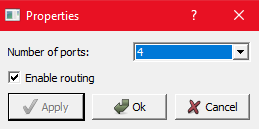 Properties ?
Number of ports: 4
Enable routing
Apply Ok Cancel